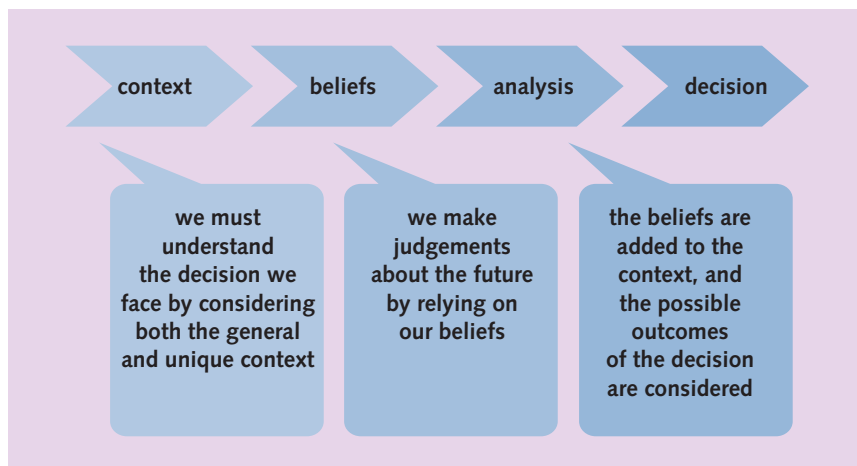 context
beliefs
analysis
decision
we must
understand
the decision we
face by considering
both the general
and unique context
we make
judgements
about the future
by relying on
our beliefs
the beliefs are
added to the
context, and
the possible
outcomes
of the decision
are considered